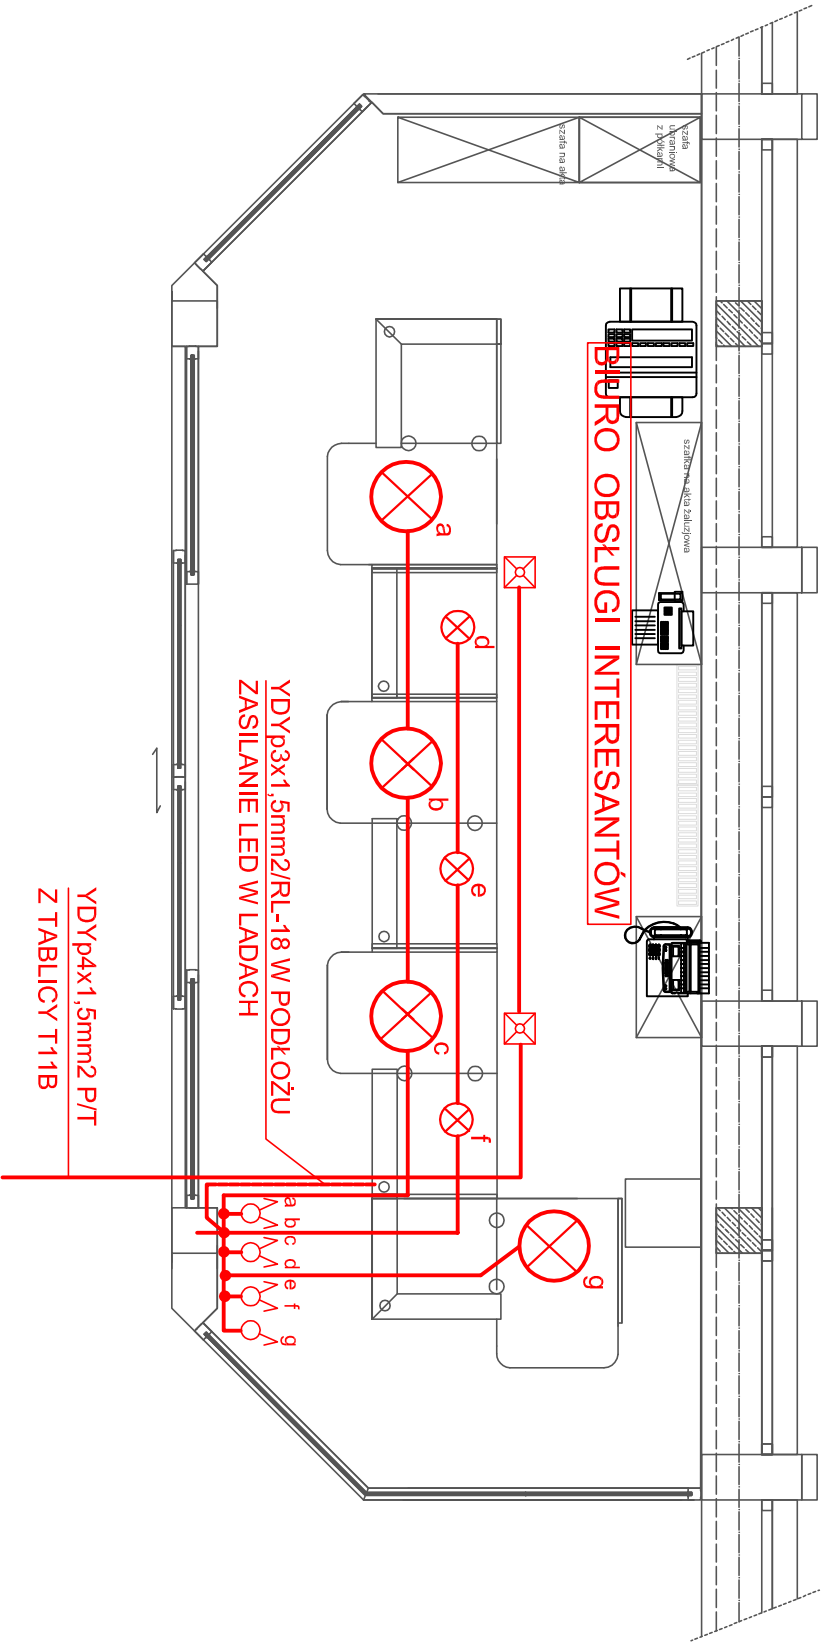 szafa
ubraniowa
z półkami
szafa na akta
szafka na akta żaluzjowa
BIURO OBSŁUGI INTERESANTÓW
a
d
b
e
c
f
g
YDYp3x1,5mm2/RL-18 W PODŁOŻU
ZASILANIE LED W LADACH
YDYp4x1,5mm2 P/T
Z TABLICY T11B
a b c d e f g